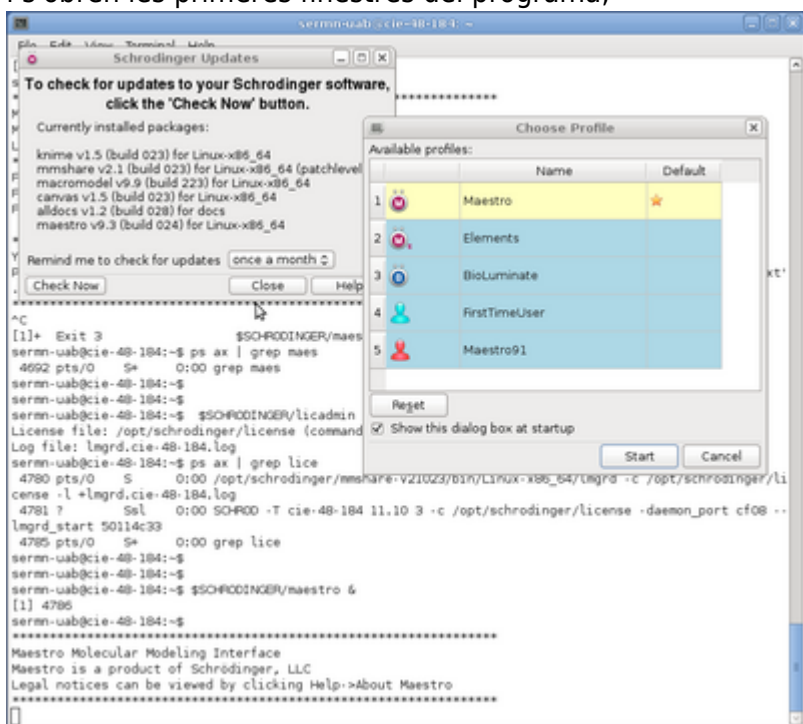 s obren les primeres finestres del programa,
sermn-uab@cie-48-184: ~
File Edit View Terminal Help
Schrodinger Updates
To check for updates to your Schrodinger software,
click the 'Check Now' button.
Currently installed packages:
knime v1.5 (build 023) for Linux-x86_64
mmshare v2.1 (build 023) for Linux-x86_64 (patchlevel
macromodel v9.9 (build 223) for Linux-x86_64
canvas v1.5 (build 023) for Linux-x86_64
alldocs v1.2 (build 028) for docs
maestro v9.3 (build 024) for Linux-x86_64
Remind me to check for updates once a month
Check Now Close Help
Choose Profile
Available profiles:
Name Default
1 Maestro
2 Elements
3 BioLuminate
4 FirstTimeUser
5 Maestro91
Reset
Show this dialog box at startup
Start Cancel
xt'
^C
[1]+ Exit 3 $SCHRODINGER/maes
sermn-uab@cie-48-184:~$ ps ax | grep maes
4692 pts/0 S+ 0:00 grep maes
sermn-uab@cie-48-184:~$
sermn-uab@cie-48-184:~$
sermn-uab@cie-48-184:~$ $SCHRODINGER/licadmin
License file: /opt/schrodinger/license (command
Log file: lmgrd.cie-48-184.log
sermn-uab@cie-48-184:~$ ps ax | grep lice
4780 pts/0 S 0:00 /opt/schrodinger/mmshare-v21023/bin/Linux-x86_64/lmgrd -c /opt/schrodinger/li
cense -l +lmgrd.cie-48-184.log
4781 ? Ssl 0:00 SCHROD -T cie-48-184 11.10 3 -c /opt/schrodinger/license -daemon_port cf08 --
lmgrd_start 50114c33
4785 pts/0 S+ 0:00 grep lice
sermn-uab@cie-48-184:~$
sermn-uab@cie-48-184:~$
sermn-uab@cie-48-184:~$ $SCHRODINGER/maestro &
[1] 4786
sermn-uab@cie-48-184:~$
***********************************************************************
Maestro Molecular Modeling Interface
Maestro is a product of Schrodinger, LLC
Legal notices can be viewed by clicking Help->About Maestro
***********************************************************************